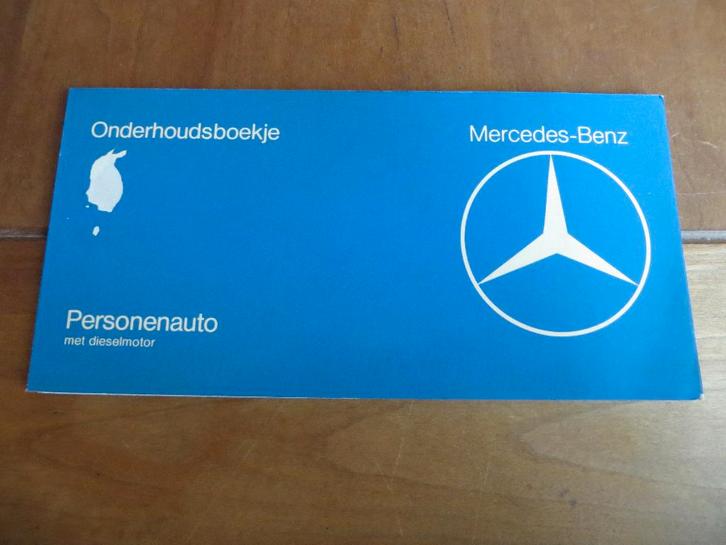 Onderhoudsboekje
Mercedes-Benz
Personenauto
met dieselmotor